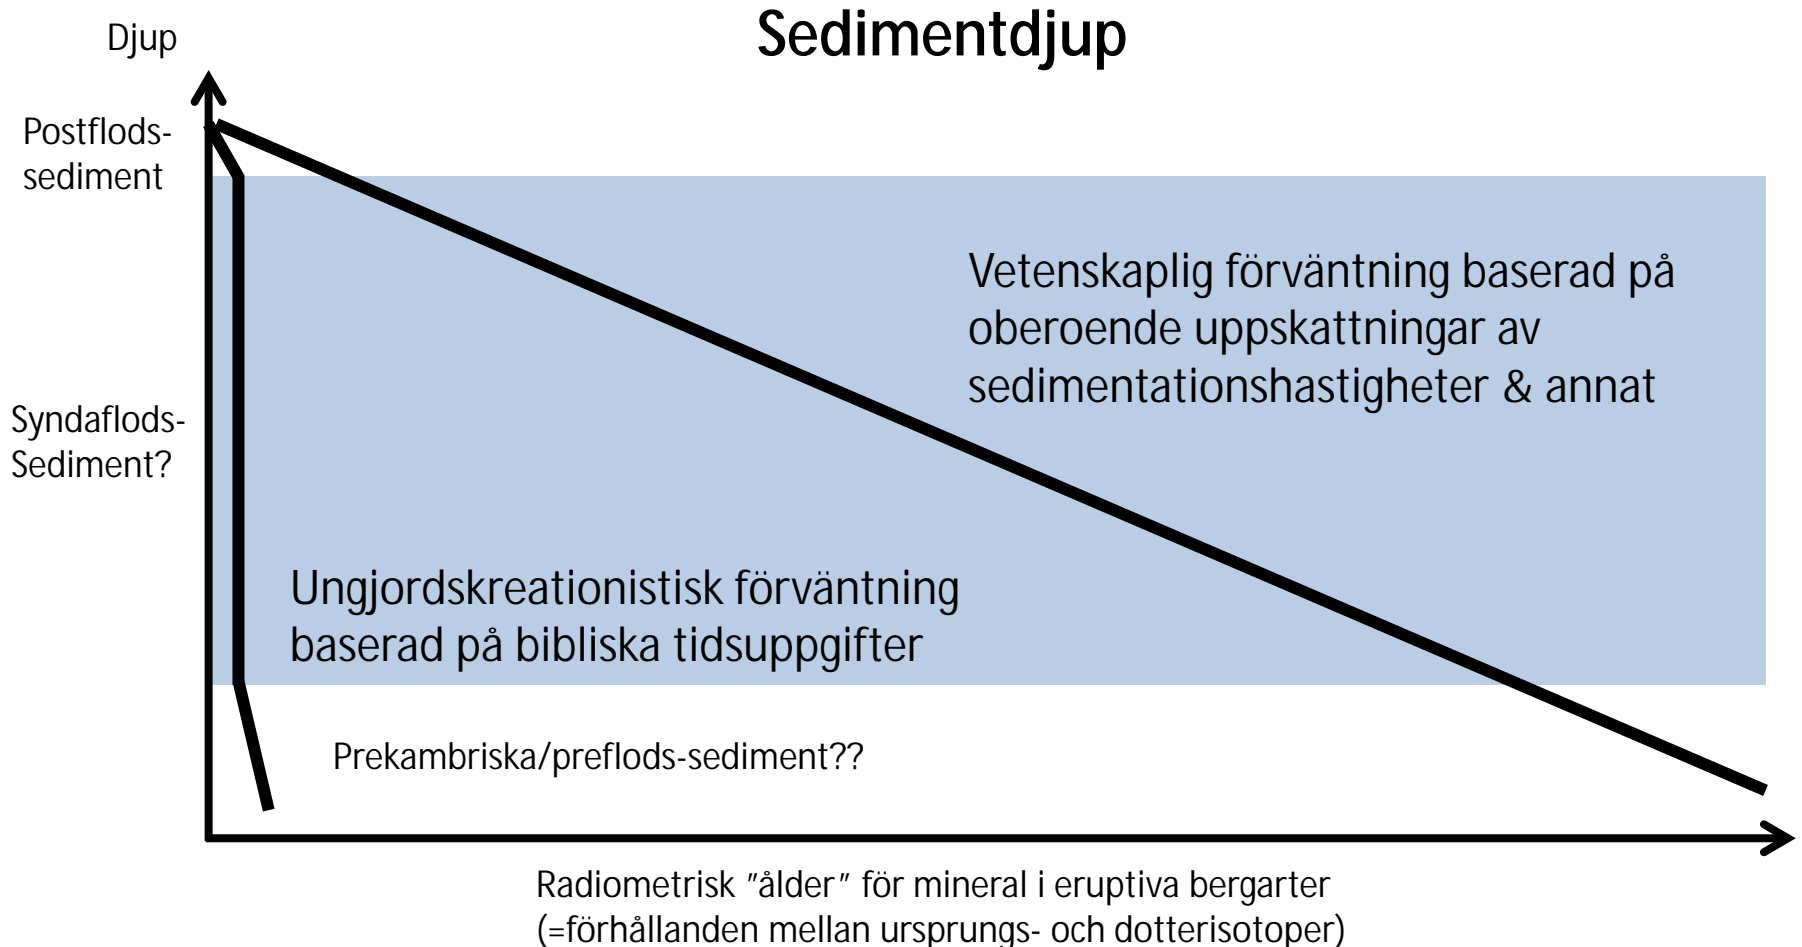 Sedimentdjup
Djup
Postflods-
sediment
Vetenskaplig förväntning baserad på
oberoende uppskattningar av
sedimentationshastigheter & annat
Syndaflods-
Sediment?
Ungjordskreationistisk förväntning
baserad på bibliska tidsuppgifter
Prekambriska/preflods-sediment??
Radiometrisk "ålder" för mineral i eruptiva bergarter
(=förhållanden mellan ursprungs- och dotterisotoper)